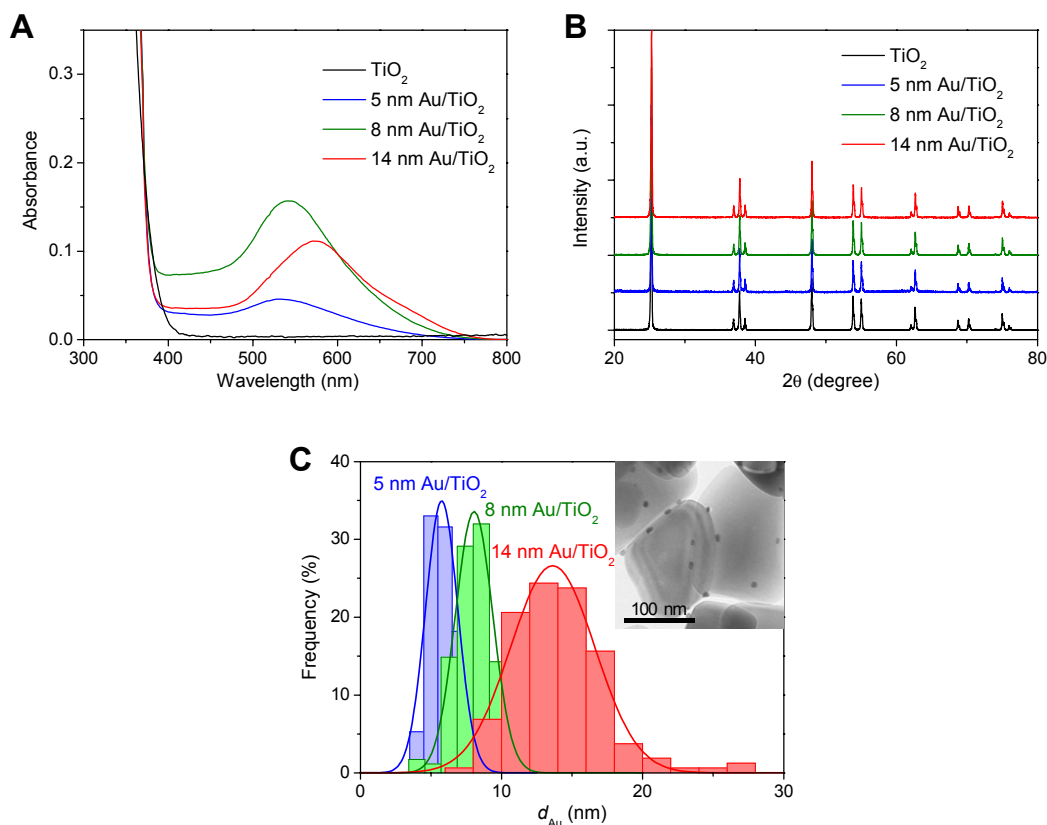 A
0.3
0.2
0.1
0.0
300 400 500 600 700 800
Absorbance
Wavelength (nm)
TiO₂
5 nm Au/TiO₂
8 nm Au/TiO₂
14 nm Au/TiO₂
B
Intensity (a.u.)
20 40 60 80
2θ (degree)
TiO₂
5 nm Au/TiO₂
8 nm Au/TiO₂
14 nm Au/TiO₂
C
40
30
20
10
0
0 10 20 30
Frequency (%)
d_Au (nm)
5 nm Au/TiO₂
8 nm Au/TiO₂
14 nm Au/TiO₂
100 nm